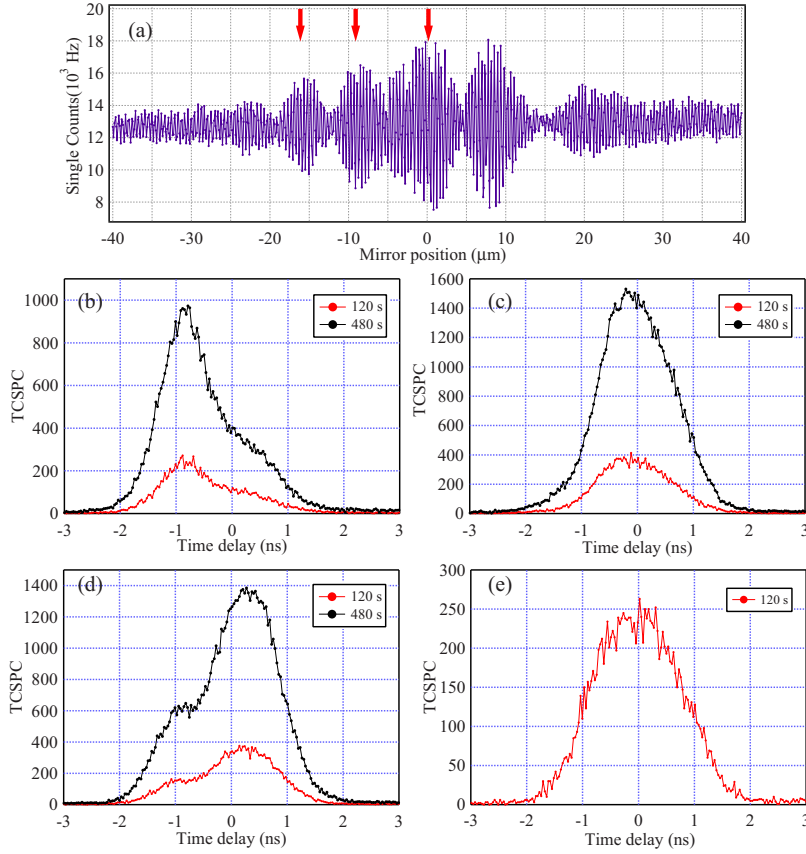 (a)
Single Counts(10³ Hz)
20
18
16
14
12
10
8
-40 -30 -20 -10 0 10 20 30 40
Mirror position (μm)
(b)
120 s
480 s
TCSPC
1000
800
600
400
200
0
-3 -2 -1 0 1 2 3
Time delay (ns)
(c)
120 s
480 s
TCSPC
1600
1400
1200
1000
800
600
400
200
0
-3 -2 -1 0 1 2 3
Time delay (ns)
(d)
120 s
480 s
TCSPC
1400
1200
1000
800
600
400
200
0
-3 -2 -1 0 1 2 3
Time delay (ns)
(e)
120 s
TCSPC
300
250
200
150
100
50
0
-3 -2 -1 0 1 2 3
Time delay (ns)